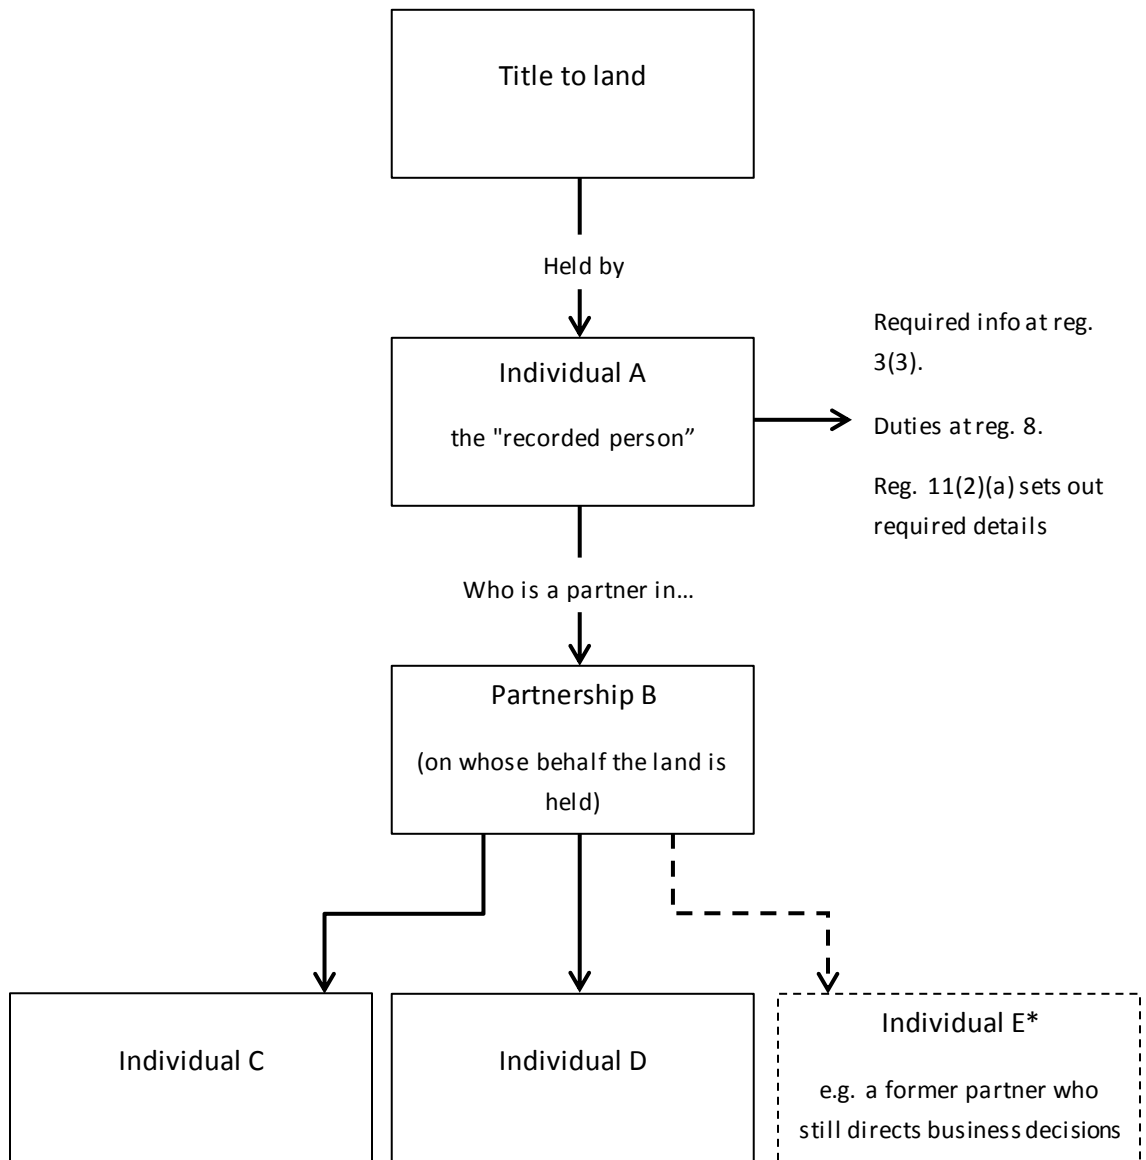 Title to land
Held by
Individual A
the "recorded person”
Required info at reg.
3(3).
Duties at reg. 8.
Reg. 11(2)(a) sets out
required details
Who is a partner in...
Partnership B
(on whose behalf the land is
held)
Individual C
Individual D
Individual E*
e.g. a former partner who
still directs business decisions